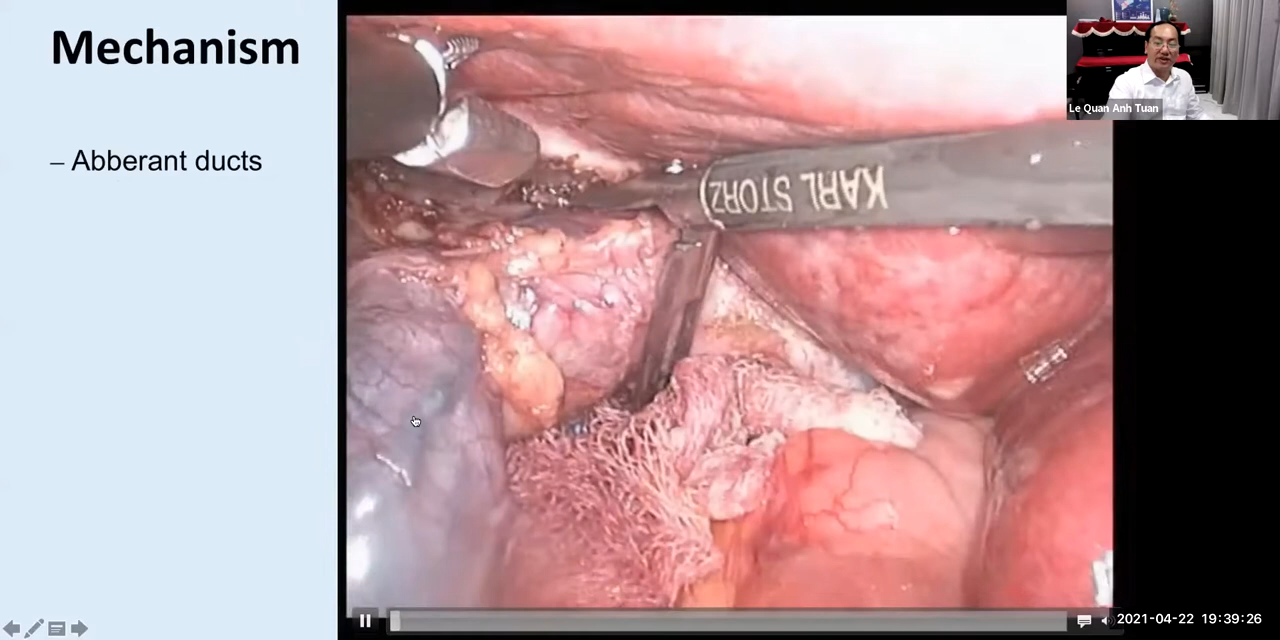 Mechanism
– Abberant ducts
KARL STORZ
Le Quan Anh Tuan
2021-04-22 19:39:26